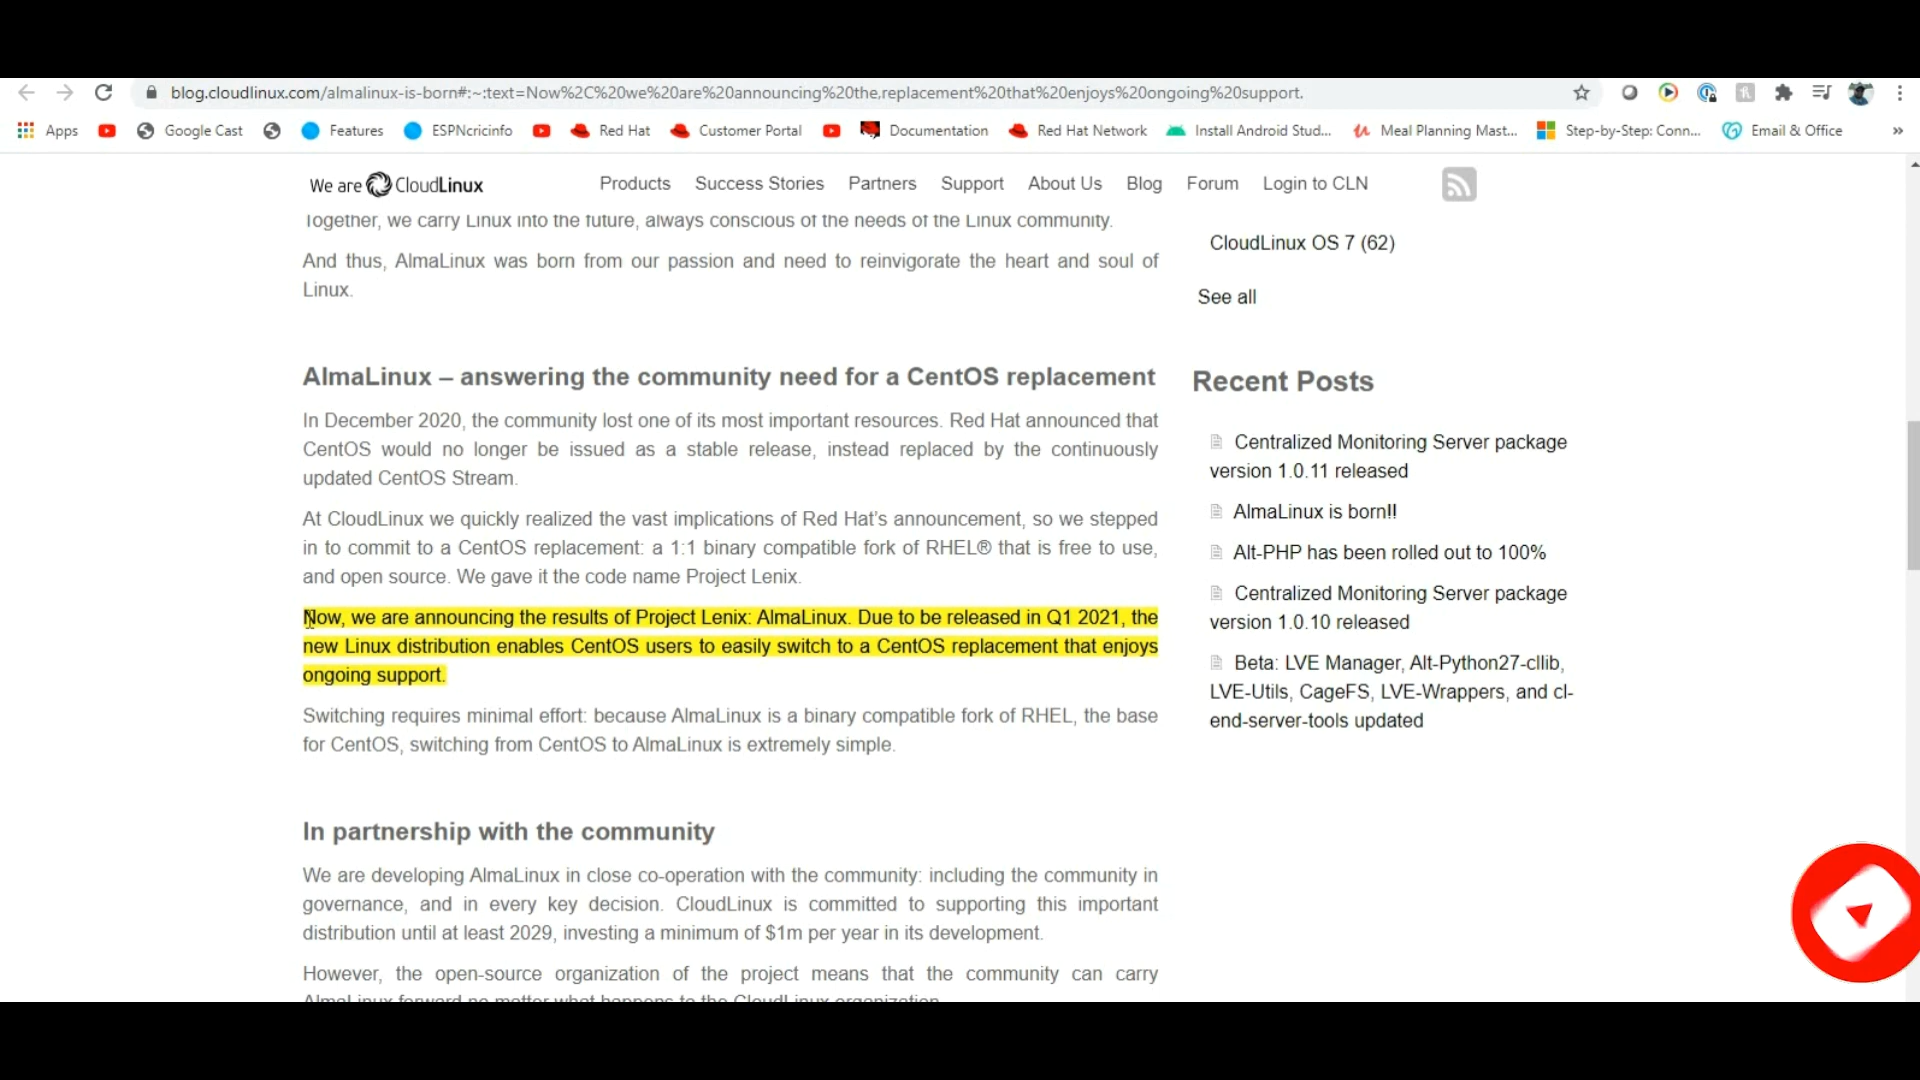 blog.cloudlinux.com/almalinux-is-born#:~:text=Now%2C%20we%20are%20announcing%20the,replacement%20that%20enjoys%20ongoing%20support.
Apps Google Cast Features ESPNcricinfo Red Hat Customer Portal Documentation Red Hat Network Install Android Stud... Meal Planning Mast... Step-by-Step: Conn... Email & Office »
We are CloudLinux Products Success Stories Partners Support About Us Blog Forum Login to CLN
Together, we carry Linux into the future, always conscious of the needs of the Linux community.
And thus, AlmaLinux was born from our passion and need to reinvigorate the heart and soul of
Linux.
AlmaLinux – answering the community need for a CentOS replacement
In December 2020, the community lost one of its most important resources. Red Hat announced that
CentOS would no longer be issued as a stable release, instead replaced by the continuously
updated CentOS Stream.
At CloudLinux we quickly realized the vast implications of Red Hat’s announcement, so we stepped
in to commit to a CentOS replacement: a 1:1 binary compatible fork of RHEL® that is free to use,
and open source. We gave it the code name Project Lenix.
Now, we are announcing the results of Project Lenix: AlmaLinux. Due to be released in Q1 2021, the
new Linux distribution enables CentOS users to easily switch to a CentOS replacement that enjoys
ongoing support.
Switching requires minimal effort: because AlmaLinux is a binary compatible fork of RHEL, the base
for CentOS, switching from CentOS to AlmaLinux is extremely simple.
In partnership with the community
We are developing AlmaLinux in close co-operation with the community: including the community in
governance, and in every key decision. CloudLinux is committed to supporting this important
distribution until at least 2029, investing a minimum of $1m per year in its development.
However, the open-source organization of the project means that the community can carry
AlmaLinux forward no matter what happens to the CloudLinux organization.
CloudLinux OS 7 (62)
See all
Recent Posts
Centralized Monitoring Server package
version 1.0.11 released
AlmaLinux is born!!
Alt-PHP has been rolled out to 100%
Centralized Monitoring Server package
version 1.0.10 released
Beta: LVE Manager, Alt-Python27-cllib,
LVE-Utils, CageFS, LVE-Wrappers, and cl-
end-server-tools updated